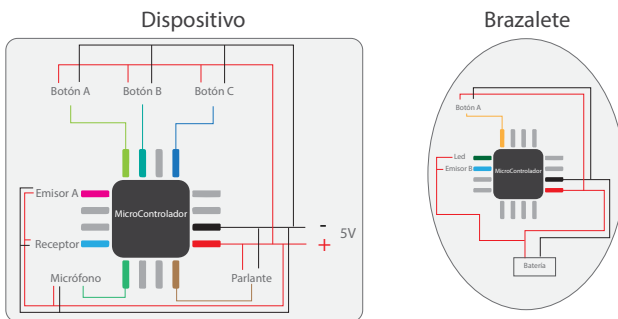 Dispositivo
Botón A
Botón B
Botón C
Emisor A
MicroControlador
Receptor
Micrófono
Parlante
-
+
5V
Brazalete
Botón A
Led
Emisor B
MicroControlador
Batería